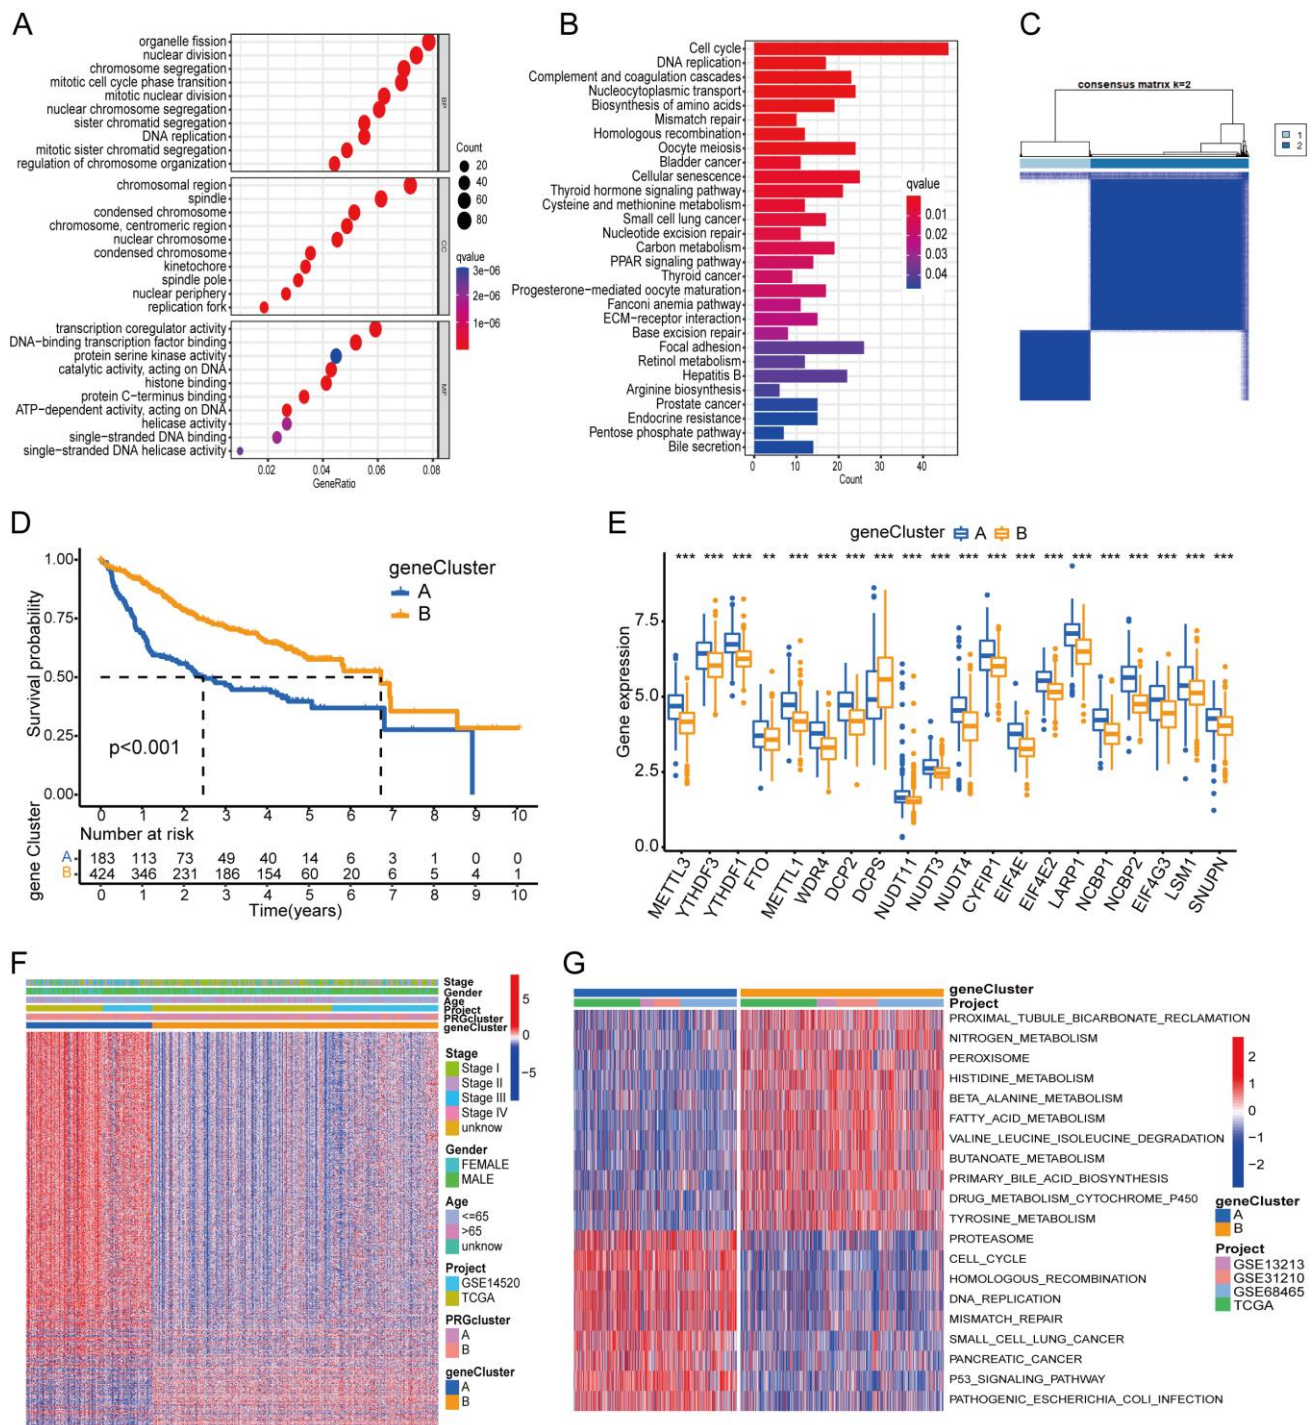 A
organelle fission
nuclear division
chromosome segregation
mitotic cell cycle phase transition
mitotic nuclear division
nuclear chromosome segregation
sister chromatid segregation
DNA replication
mitotic sister chromatid segregation
regulation of chromosome organization
BP
chromosomal region
spindle
condensed chromosome
chromosome, centromeric region
nuclear chromosome
condensed chromosome
kinetochore
spindle pole
nuclear periphery
replication fork
CC
transcription coregulator activity
DNA-binding transcription factor binding
protein serine kinase activity
catalytic activity, acting on DNA
histone binding
protein C-terminus binding
ATP-dependent activity, acting on DNA
helicase activity
single-stranded DNA binding
single-stranded DNA helicase activity
MF
0.02 0.04 0.06 0.08
GeneRatio
Count
20
40
60
80
qvalue
3e-06
2e-06
1e-06
B
Cell cycle
DNA replication
Complement and coagulation cascades
Nucleocytoplasmic transport
Biosynthesis of amino acids
Mismatch repair
Homologous recombination
Oocyte meiosis
Bladder cancer
Cellular senescence
Thyroid hormone signaling pathway
Cysteine and methionine metabolism
Small cell lung cancer
Nucleotide excision repair
Carbon metabolism
PPAR signaling pathway
Thyroid cancer
Progesterone-mediated oocyte maturation
Fanconi anemia pathway
ECM-receptor interaction
Base excision repair
Focal adhesion
Retinol metabolism
Hepatitis B
Arginine biosynthesis
Prostate cancer
Endocrine resistance
Pentose phosphate pathway
Bile secretion
0 10 20 30 40
Count
qvalue
0.01
0.02
0.03
0.04
C
consensus matrix k=2
1
2
D
geneCluster
A
B
Survival probability
1.00
0.75
0.50
0.25
0.00
p<0.001
0 1 2 3 4 5 6 7 8 9 10
Number at risk
gene Cluster
A 183 113 73 49 40 14 6 3 1 0 0
B 424 346 231 186 154 60 20 6 5 4 1
0 1 2 3 4 5 6 7 8 9 10
Time(years)
E
geneCluster A B
*** *** *** ** *** *** *** *** *** *** *** *** *** *** *** *** *** *** *** ***
Gene expression
7.5
5.0
2.5
0.0
METTL3
YTHDF3
YTHDF1
FTO
METTL1
WDR4
DCP2
DCPS
NUDT11
NUDT3
NUDT4
CYFIP1
EIF4E
EIF4E2
LARP1
NCBP1
NCBP2
EIF4G3
LSM1
SNUPN
F
Stage
Gender
Age
Project
PRGcluster
geneCluster
5
0
-5
Stage
Stage I
Stage II
Stage III
Stage IV
unknow
Gender
FEMALE
MALE
Age
<=65
>65
unknow
Project
GSE14520
TCGA
PRGcluster
A
B
geneCluster
A
B
G
geneCluster
Project
PROXIMAL_TUBULE_BICARBONATE_RECLAMATION
NITROGEN_METABOLISM
PEROXISOME
HISTIDINE_METABOLISM
BETA_ALANINE_METABOLISM
FATTY_ACID_METABOLISM
VALINE_LEUCINE_ISOLEUCINE_DEGRADATION
BUTANOATE_METABOLISM
PRIMARY_BILE_ACID_BIOSYNTHESIS
DRUG_METABOLISM_CYTOCHROME_P450
TYROSINE_METABOLISM
PROTEASOME
CELL_CYCLE
HOMOLOGOUS_RECOMBINATION
DNA_REPLICATION
MISMATCH_REPAIR
SMALL_CELL_LUNG_CANCER
PANCREATIC_CANCER
P53_SIGNALING_PATHWAY
PATHOGENIC_ESCHERICHIA_COLI_INFECTION
2
1
0
-1
-2
geneCluster
A
B
Project
GSE13213
GSE31210
GSE68465
TCGA